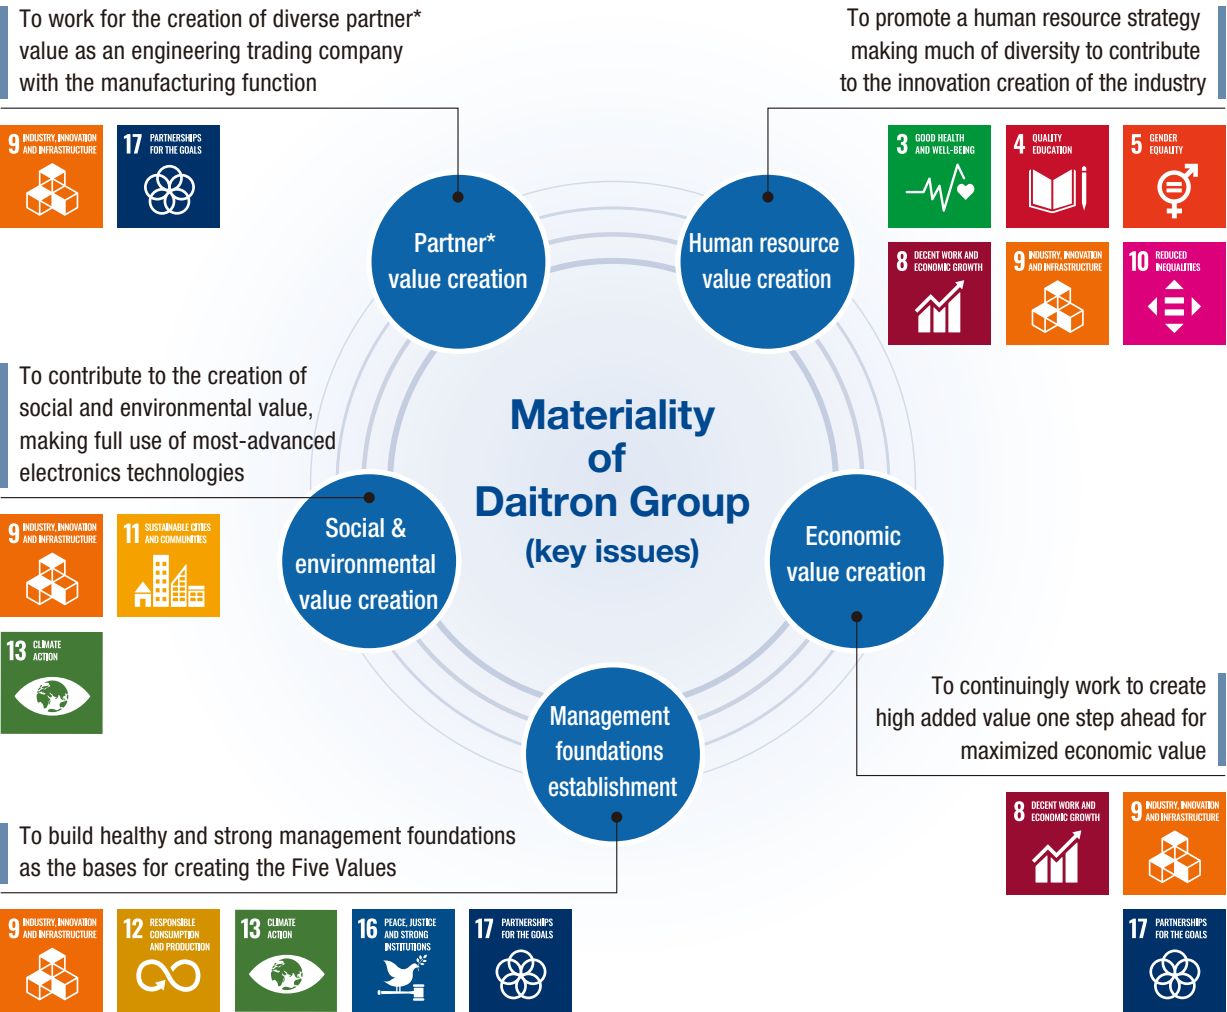 To work for the creation of diverse partner*
value as an engineering trading company
with the manufacturing function
9 INDUSTRY, INNOVATION
AND INFRASTRUCTURE
17 PARTNERSHIPS
FOR THE GOALS
To promote a human resource strategy
making much of diversity to contribute
to the innovation creation of the industry
3 GOOD HEALTH
AND WELL-BEING
4 QUALITY
EDUCATION
5 GENDER
EQUALITY
8 DECENT WORK AND
ECONOMIC GROWTH
9 INDUSTRY, INNOVATION
AND INFRASTRUCTURE
10 REDUCED
INEQUALITIES
Partner*
value creation
Human resource
value creation
To contribute to the creation of
social and environmental value,
making full use of most-advanced
electronics technologies
9 INDUSTRY, INNOVATION
AND INFRASTRUCTURE
11 SUSTAINABLE CITIES
AND COMMUNITIES
13 CLIMATE
ACTION
Materiality
of
Daitron Group
(key issues)
Social &
environmental
value creation
Economic
value creation
Management
foundations
establishment
To continuingly work to create
high added value one step ahead for
maximized economic value
8 DECENT WORK AND
ECONOMIC GROWTH
9 INDUSTRY, INNOVATION
AND INFRASTRUCTURE
17 PARTNERSHIPS
FOR THE GOALS
To build healthy and strong management foundations
as the bases for creating the Five Values
9 INDUSTRY, INNOVATION
AND INFRASTRUCTURE
12 RESPONSIBLE
CONSUMPTION
AND PRODUCTION
13 CLIMATE
ACTION
16 PEACE, JUSTICE
AND STRONG
INSTITUTIONS
17 PARTNERSHIPS
FOR THE GOALS